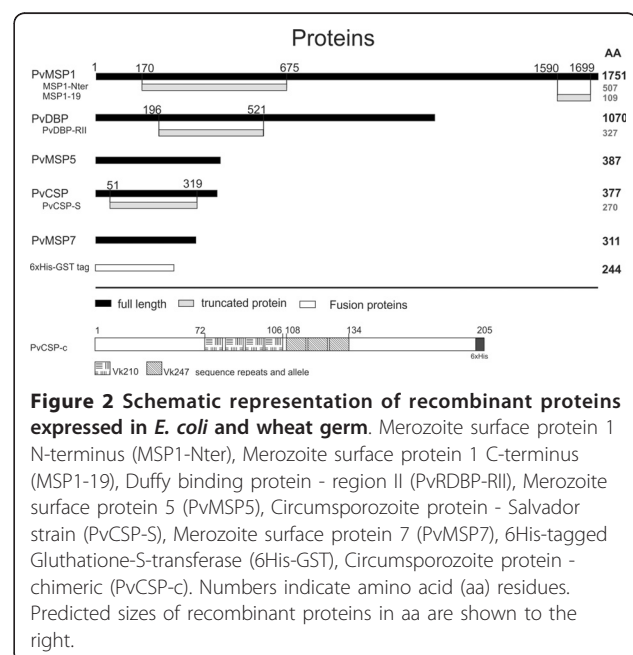 Proteins
AA
1 170 675 1590 1699
PvMSP1 1751
MSP1-Nter 507
MSP1-19 109
196 521
PvDBP 1070
PvDBP-RII 327
PvMSP5 387
51 319
PvCSP 377
PvCSP-S 270
PvMSP7 311
6xHis-GST tag 244
full length truncated protein Fusion proteins
1 72 106 108 134 205
PvCSP-c
6xHis
Vk210 Vk247 sequence repeats and allele
Figure 2 Schematic representation of recombinant proteins
expressed in E. coli and wheat germ. Merozoite surface protein 1
N-terminus (MSP1-Nter), Merozoite surface protein 1 C-terminus
(MSP1-19), Duffy binding protein - region II (PvRDBP-RII), Merozoite
surface protein 5 (PvMSP5), Circumsporozoite protein - Salvador
strain (PvCSP-S), Merozoite surface protein 7 (PvMSP7), 6His-tagged
Gluthatione-S-transferase (6His-GST), Circumsporozoite protein -
chimeric (PvCSP-c). Numbers indicate amino acid (aa) residues.
Predicted sizes of recombinant proteins in aa are shown to the
right.